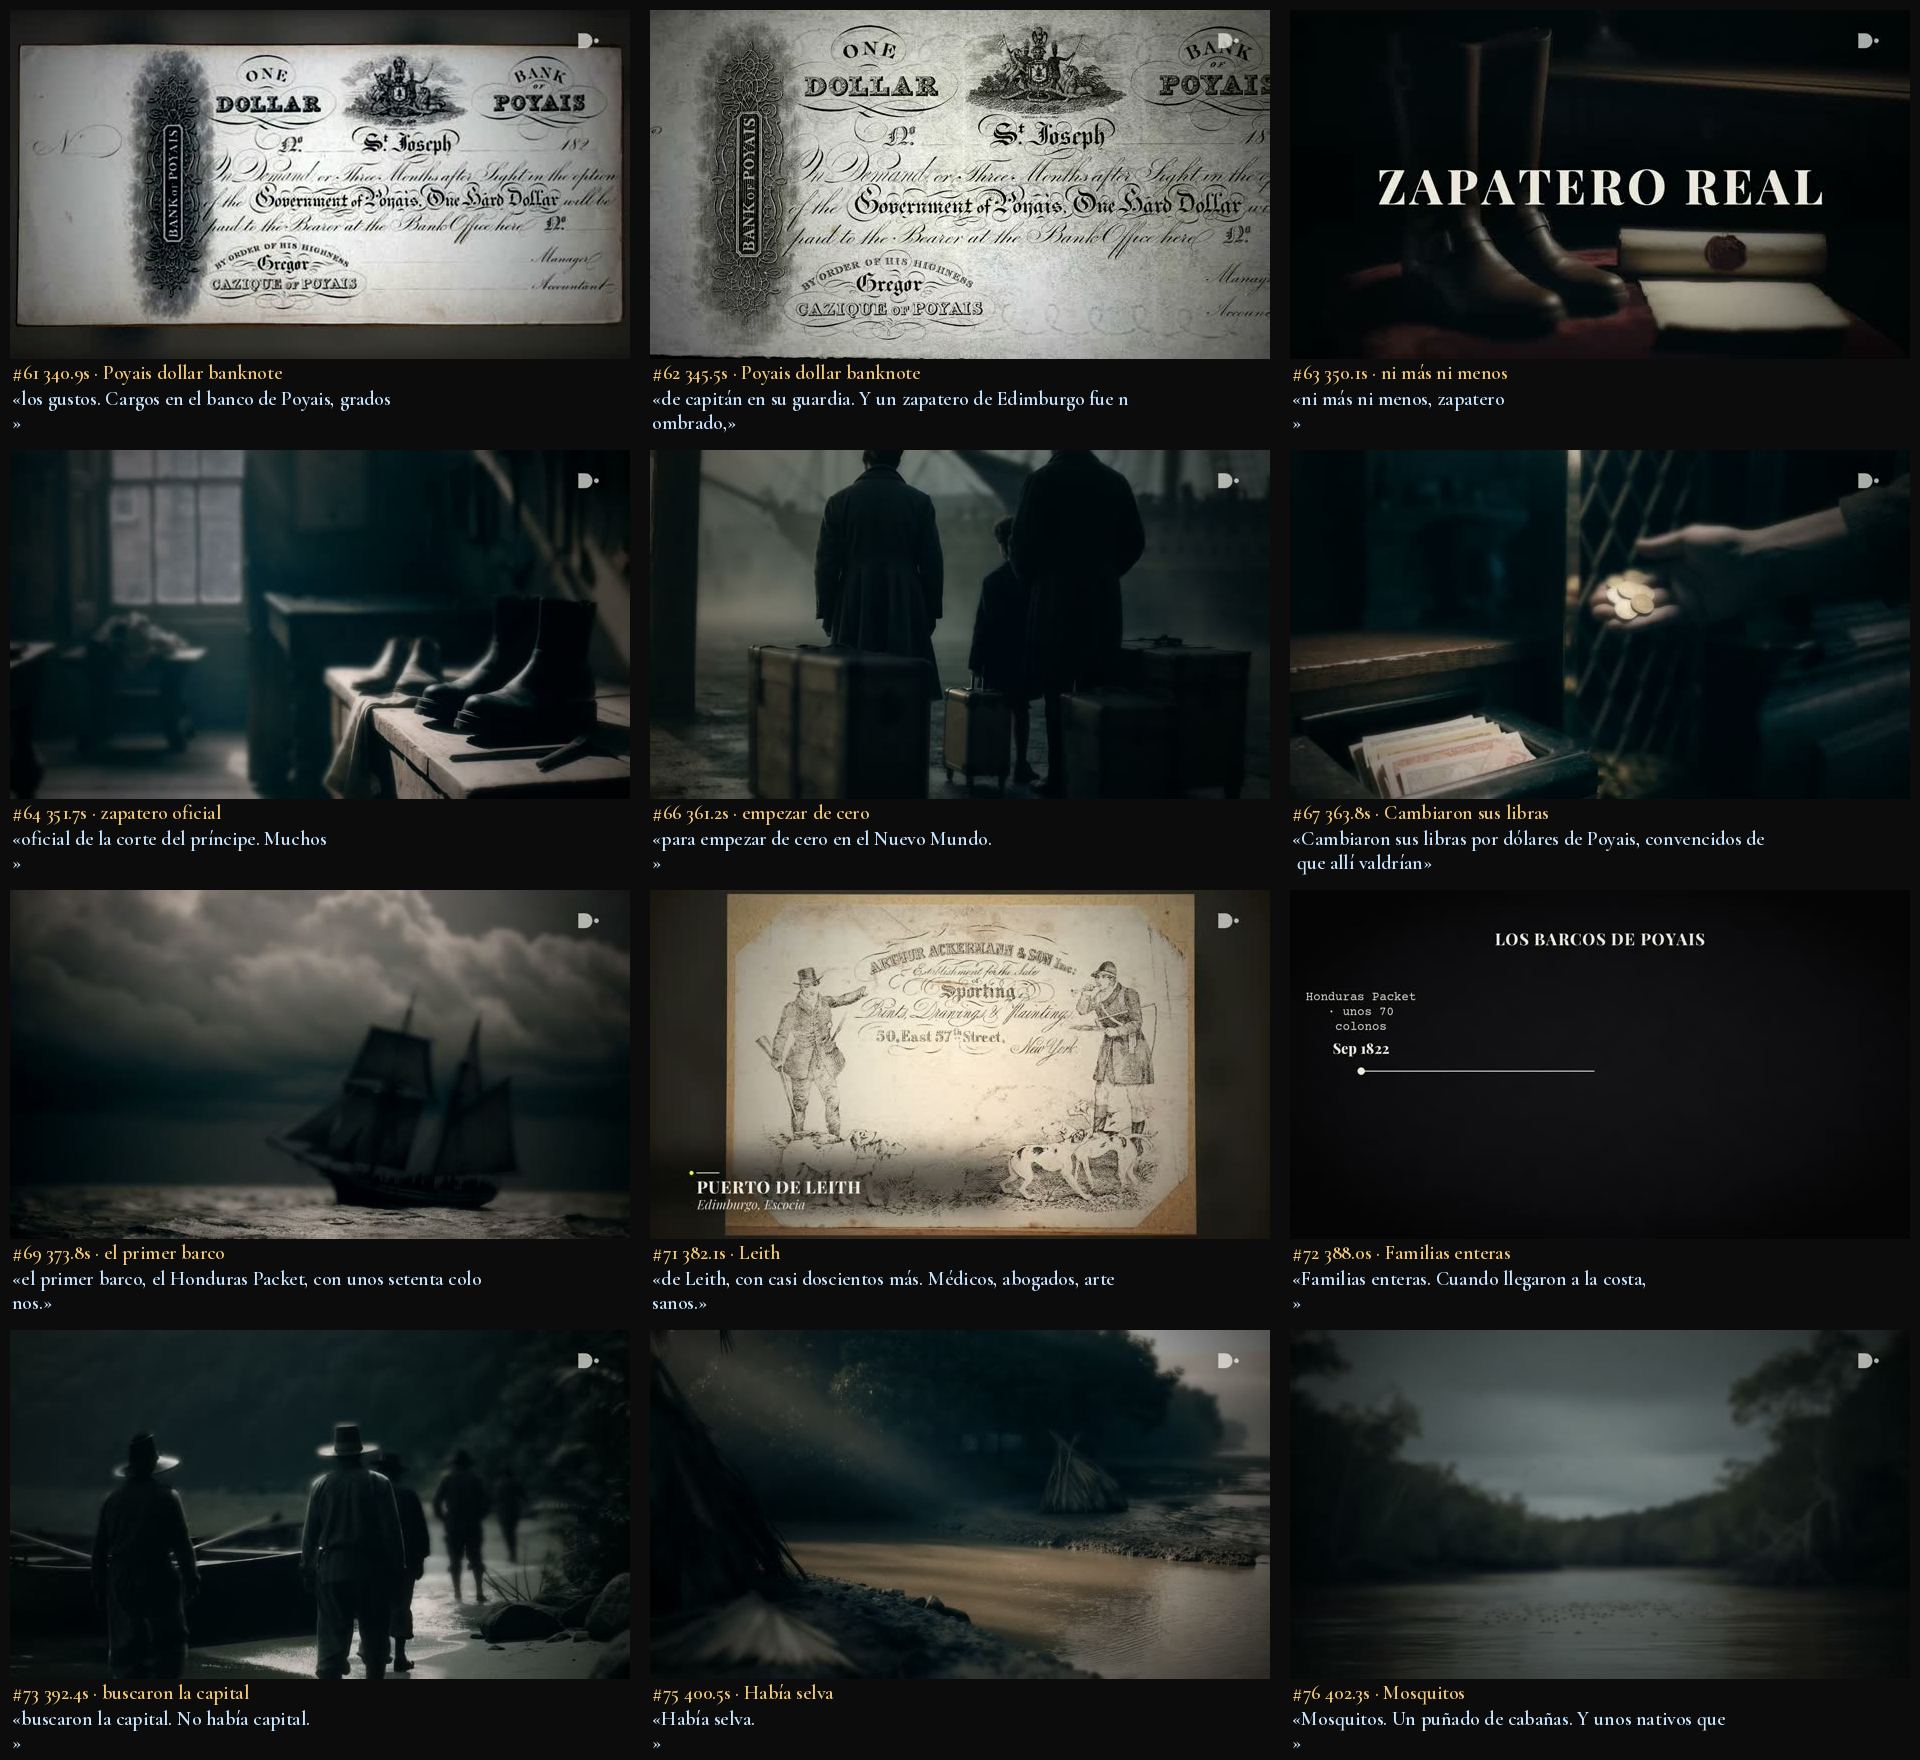 ONE
DOLLAR
BANK
OF
POYAIS
N
BANK OF POYAIS
Nº
St. Joseph
182
On Demand or Three Months after Sight in the option
of the Government of Poyais, One Hard Dollar will be
paid to the Bearer at the Bank Office here Nº
BY ORDER OF HIS HIGHNESS
Gregor
CAZIQUE OF POYAIS
Manager
Accountant
#61 340.9s · Poyais dollar banknote
«los gustos. Cargos en el banco de Poyais, grados
»
ONE
DOLLAR
BANK
OF
POYAIS
BANK OF POYAIS
Nº
St. Joseph
18
On Demand or Three Months after Sight in the op
of the Government of Poyais, One Hard Dollar wi
paid to the Bearer at the Bank Office here Nº
BY ORDER OF HIS HIGHNESS
Gregor
CAZIQUE OF POYAIS
Manag
Accoun
#62 345.5s · Poyais dollar banknote
«de capitán en su guardia. Y un zapatero de Edimburgo fue n
ombrado,»
ZAPATERO REAL
#63 350.1s · ni más ni menos
«ni más ni menos, zapatero
»
#64 351.7s · zapatero oficial
«oficial de la corte del príncipe. Muchos
»
#66 361.2s · empezar de cero
«para empezar de cero en el Nuevo Mundo.
»
#67 363.8s · Cambiaron sus libras
«Cambiaron sus libras por dólares de Poyais, convencidos de
que allí valdrían»
#69 373.8s · el primer barco
«el primer barco, el Honduras Packet, con unos setenta colo
nos.»
ARTHUR ACKERMANN & SON Inc:
Establishment for the Sale
of
Sporting
Prints, Drawings & Paintings
50, East 57th Street,
New York
PUERTO DE LEITH
Edimburgo, Escocia
#71 382.1s · Leith
«de Leith, con casi doscientos más. Médicos, abogados, arte
sanos.»
LOS BARCOS DE POYAIS
Honduras Packet
· unos 70
colonos
Sep 1822
#72 388.0s · Familias enteras
«Familias enteras. Cuando llegaron a la costa,
»
#73 392.4s · buscaron la capital
«buscaron la capital. No había capital.
»
#75 400.5s · Había selva
«Había selva.
»
#76 402.3s · Mosquitos
«Mosquitos. Un puñado de cabañas. Y unos nativos que
»